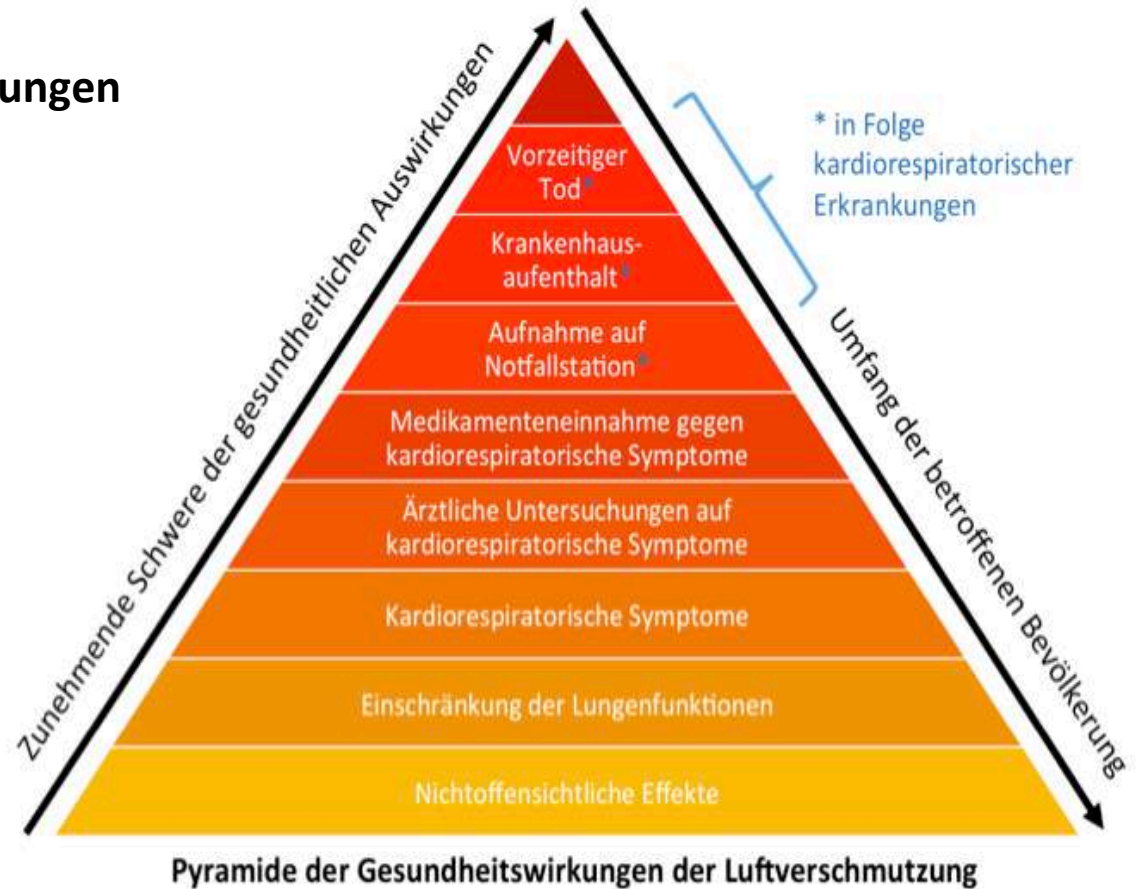 ungen
Zunehmende Schwere der gesundheitlichen Auswirkungen
* in Folge
kardiorespiratorischer
Erkrankungen
Umfang der betroffenen Bevölkerung
Vorzeitiger
Tod*
Krankenhaus-
aufenthalt*
Aufnahme auf
Notfallstation*
Medikamenteneinnahme gegen
kardiorespiratorische Symptome
Ärztliche Untersuchungen auf
kardiorespiratorische Symptome
Kardiorespiratorische Symptome
Einschränkung der Lungenfunktionen
Nichtoffensichtliche Effekte
Pyramide der Gesundheitswirkungen der Luftverschmutzung